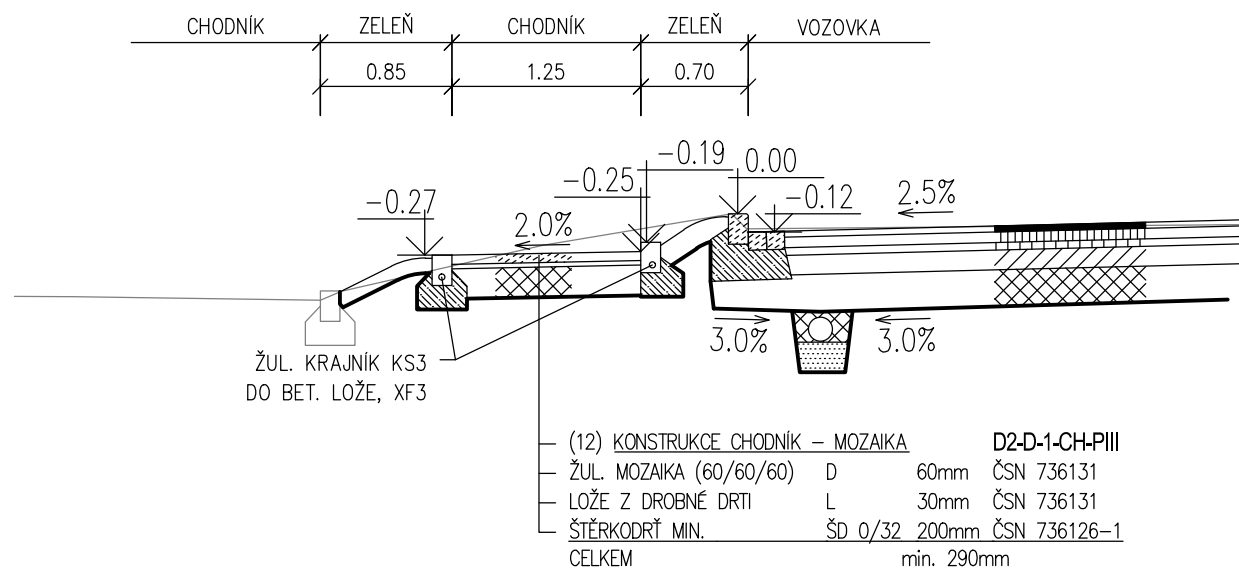 CHODNÍK ZELEŇ CHODNÍK ZELEŇ VOZOVKA
0.85 1.25 0.70
-0.19 0.00
-0.27 -0.25 -0.12 2.5%
2.0%
3.0% 3.0%
ŽUL. KRAJNÍK KS3
DO BET. LOŽE, XF3
(12) KONSTRUKCE CHODNÍK – MOZAIKA D2-D-1-CH-PIII
ŽUL. MOZAIKA (60/60/60) D 60mm ČSN 736131
LOŽE Z DROBNÉ DRTI L 30mm ČSN 736131
ŠTĚRKODRŤ MIN. ŠD 0/32 200mm ČSN 736126-1
CELKEM min. 290mm